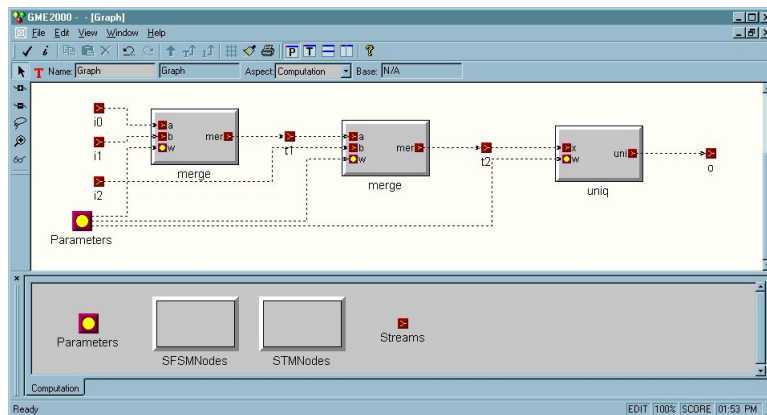 GME2000 - - [Graph]
File Edit View Window Help
Name: Graph Graph Aspect: Computation Base: N/A
i0
i1
i2
Parameters
a
b
w
mer
merge
t1
a
b
w
mer
merge
t2
x
w
uni
uniq
o
Parameters
SFSMNodes
STMNodes
Streams
Computation
Ready EDIT 100% SCORE 01:53 PM